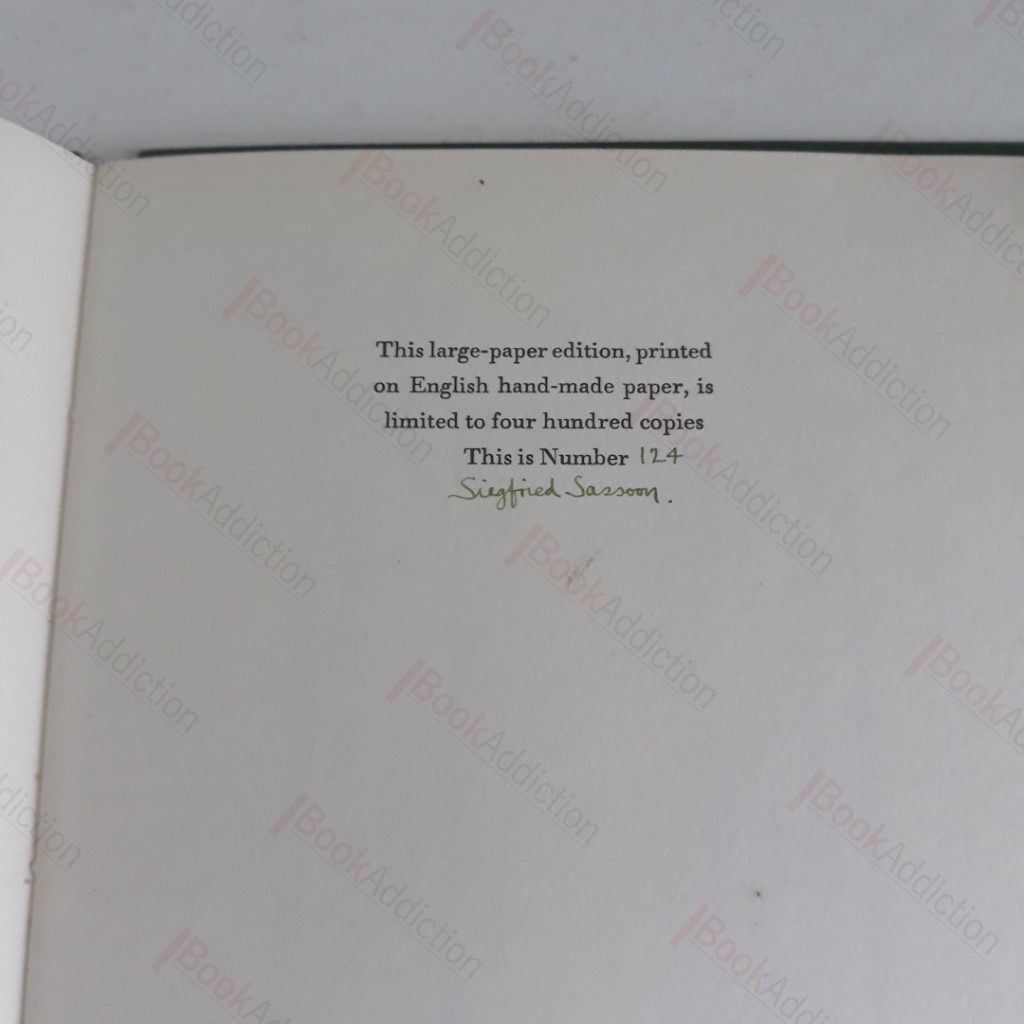 This large-paper edition, printed
on English hand-made paper, is
limited to four hundred copies
This is Number 124
Siegfried Sassoon.
BookAddiction